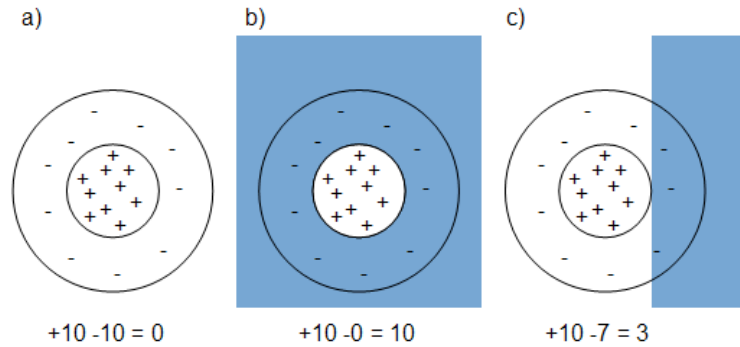 a)
b)
c)
+10 -10 = 0
+10 -0 = 10
+10 -7 = 3